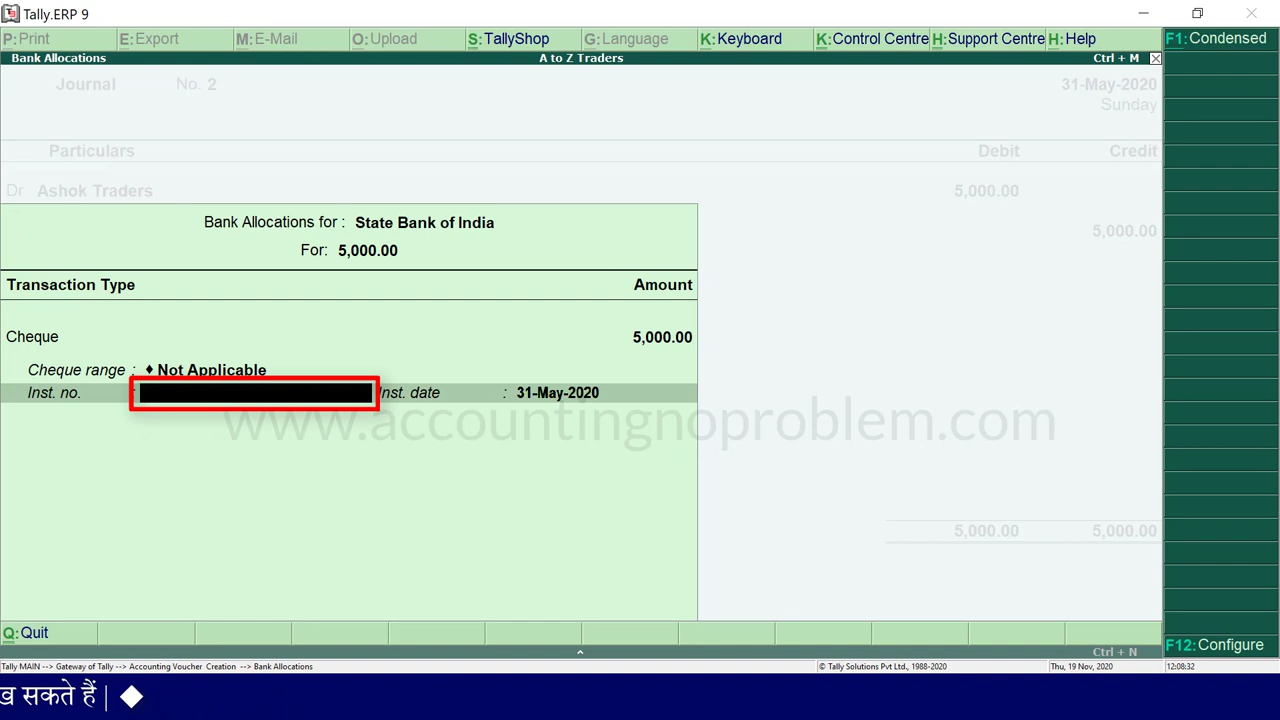 Tally.ERP 9
P: Print E: Export M: E-Mail O: Upload S: TallyShop G: Language K: Keyboard K: Control Centre H: Support Centre H: Help F1: Condensed
Bank Allocations A to Z Traders Ctrl + M
Journal No. 2 31-May-2020
Sunday
Particulars Debit Credit
Dr Ashok Traders 5,000.00
Bank Allocations for : State Bank of India
5,000.00
For: 5,000.00
Transaction Type Amount
Cheque 5,000.00
Cheque range : ♦ Not Applicable
Inst. no. : Inst. date : 31-May-2020
www.accountingnoproblem.com
5,000.00 5,000.00
Q: Quit
F12: Configure
Ctrl + N
Tally MAIN --> Gateway of Tally --> Accounting Voucher Creation --> Bank Allocations © Tally Solutions Pvt Ltd., 1988-2020 Thu, 19 Nov, 2020 12:08:32
सकते हैं | ◆